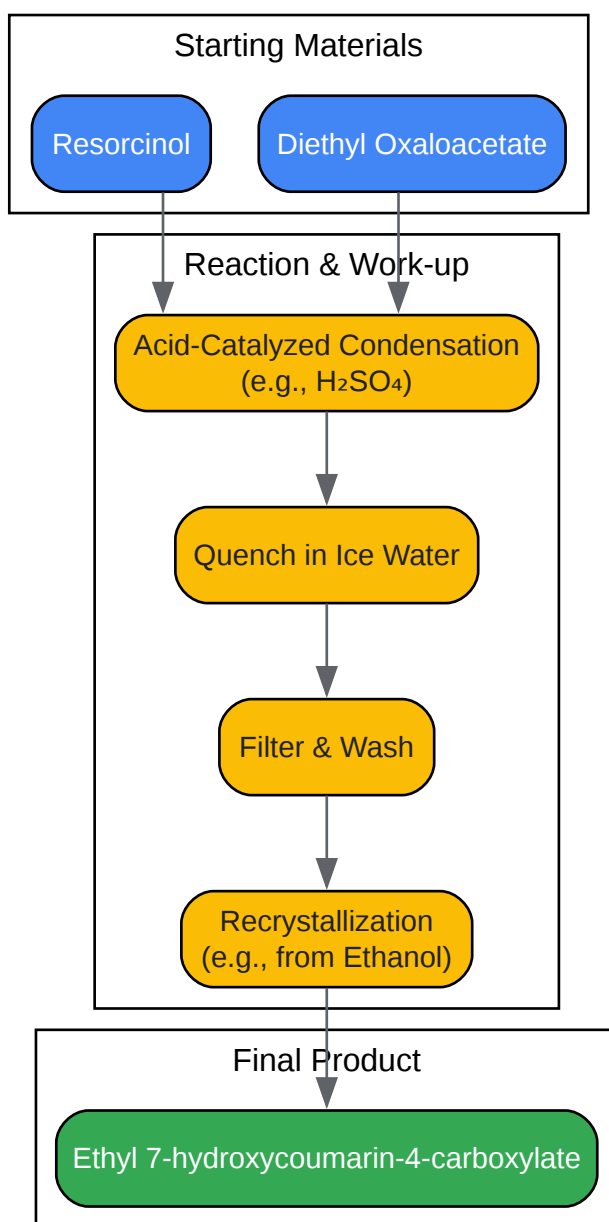 Starting Materials
Resorcinol
Diethyl Oxaloacetate
Reaction & Work-up
Acid-Catalyzed Condensation
(e.g., H₂SO₄)
Quench in Ice Water
Filter & Wash
Recrystallization
(e.g., from Ethanol)
Final Product
Ethyl 7-hydroxycoumarin-4-carboxylate